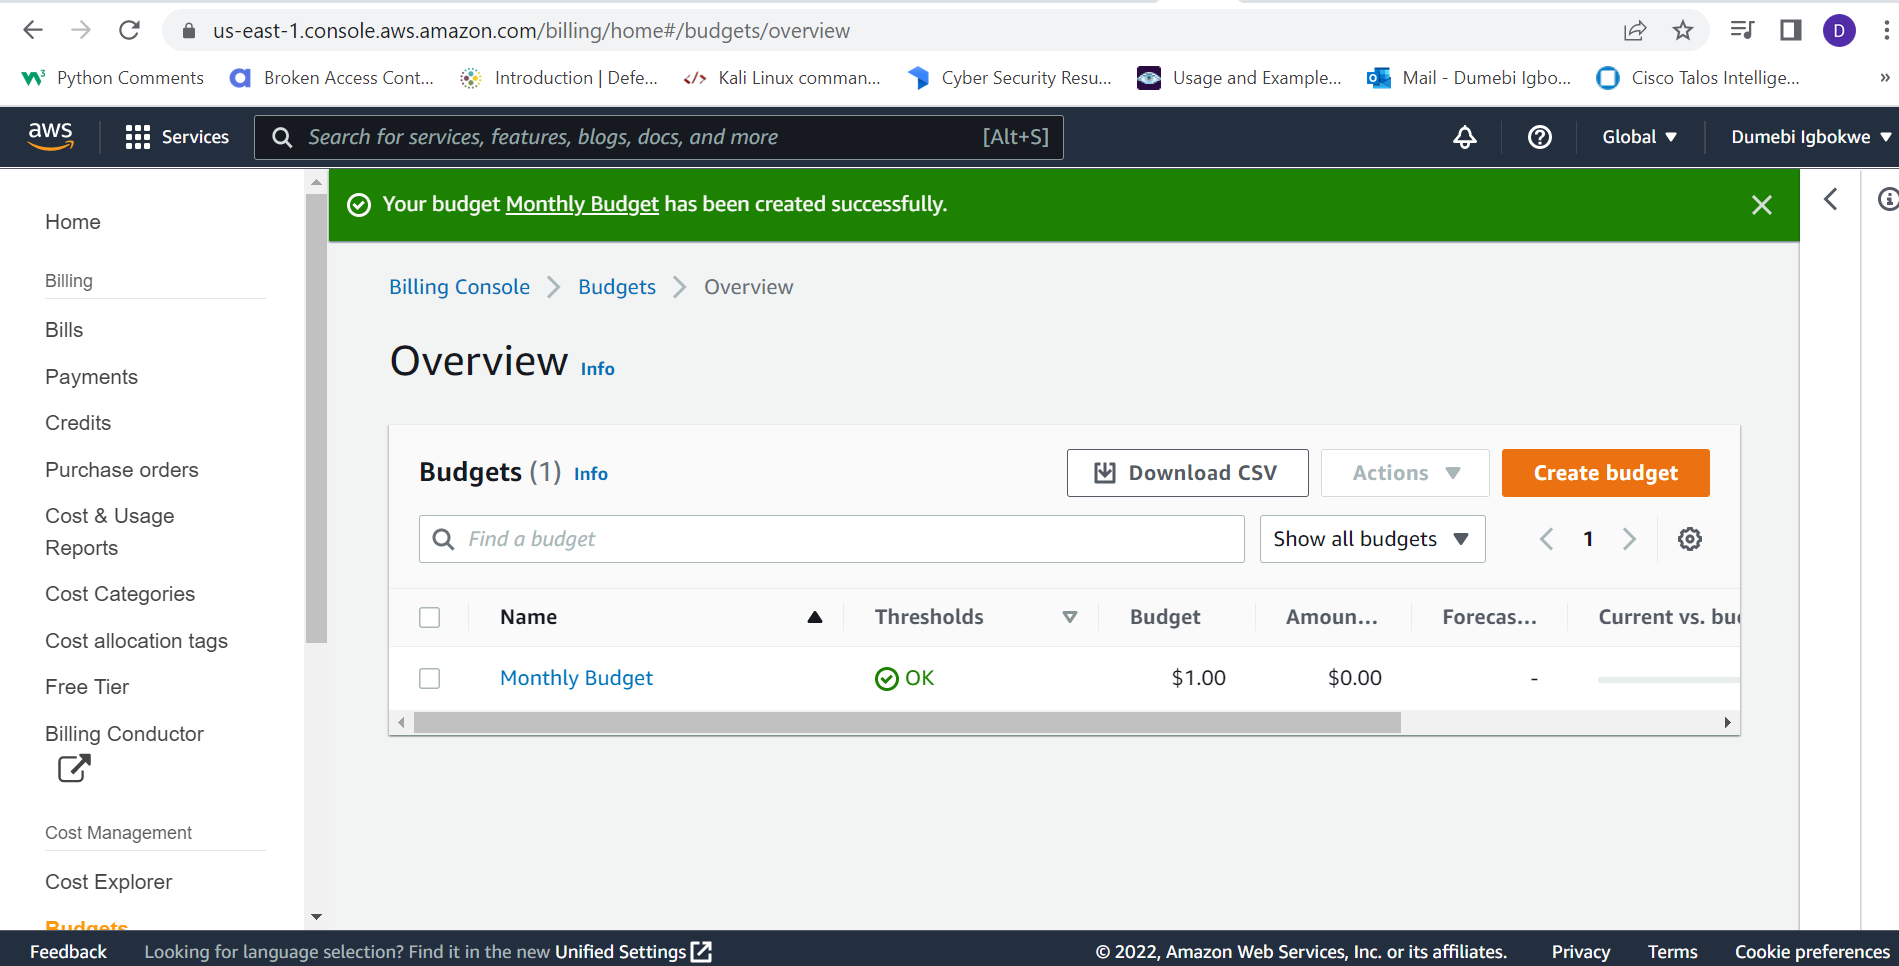 us-east-1.console.aws.amazon.com/billing/home#/budgets/overview
D
Python Comments
Broken Access Cont...
Introduction | Defe...
Kali Linux comman...
Cyber Security Resu...
Usage and Example...
Mail - Dumebi Igbo...
Cisco Talos Intellige...
»
aws
Services
Search for services, features, blogs, docs, and more
[Alt+S]
Global
Dumebi Igbokwe
Home
Billing
Bills
Payments
Credits
Purchase orders
Cost & Usage
Reports
Cost Categories
Cost allocation tags
Free Tier
Billing Conductor
Cost Management
Cost Explorer
Budgets
Your budget Monthly Budget has been created successfully.
Billing Console
Budgets
Overview
Overview Info
Budgets (1) Info
Download CSV
Actions
Create budget
Find a budget
Show all budgets
1
Name
Thresholds
Budget
Amoun...
Forecas...
Current vs. bu
Monthly Budget
OK
$1.00
$0.00
-
Feedback
Looking for language selection? Find it in the new Unified Settings
© 2022, Amazon Web Services, Inc. or its affiliates.
Privacy
Terms
Cookie preferences